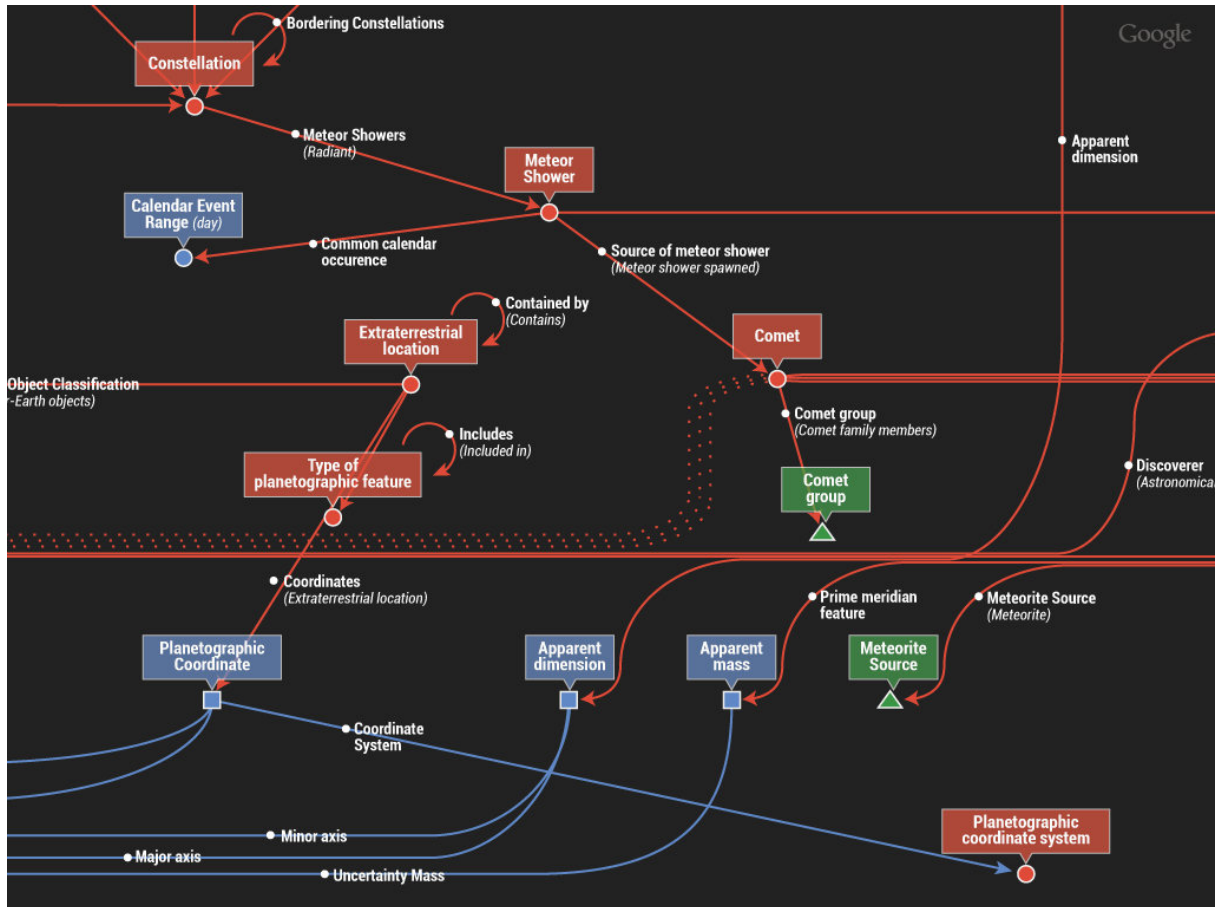 Bordering Constellations
Google
Constellation
Meteor Showers
(Radiant)
Apparent
dimension
Meteor
Shower
Calendar Event
Range (day)
Common calendar
occurence
Source of meteor shower
(Meteor shower spawned)
Contained by
(Contains)
Extraterrestrial
location
Comet
Object Classification
r-Earth objects)
Comet group
(Comet family members)
Includes
(Included in)
Type of
planetographic feature
Comet
group
Discoverer
(Astronomical
Coordinates
(Extraterrestrial location)
Prime meridian
feature
Meteorite Source
(Meteorite)
Planetographic
Coordinate
Apparent
dimension
Apparent
mass
Meteorite
Source
Coordinate
System
Minor axis
Major axis
Uncertainty Mass
Planetographic
coordinate system